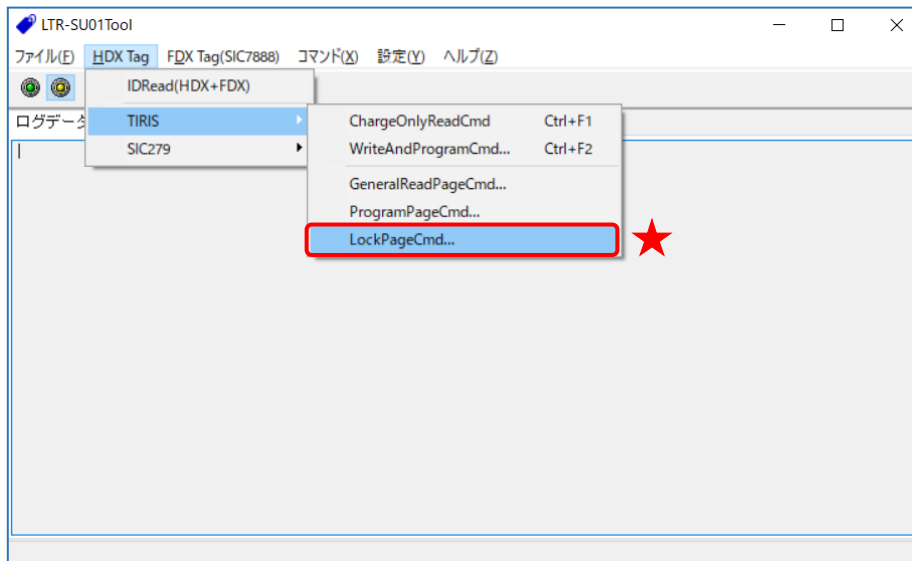 LTR-SU01Tool
ファイル(F) HDX Tag FDX Tag(SIC7888) コマンド(X) 設定(Y) ヘルプ(Z)
IDRead(HDX+FDX)
ログデータ
TIRIS
SIC279
ChargeOnlyReadCmd Ctrl+F1
WriteAndProgramCmd... Ctrl+F2
GeneralReadPageCmd...
ProgramPageCmd...
LockPageCmd...